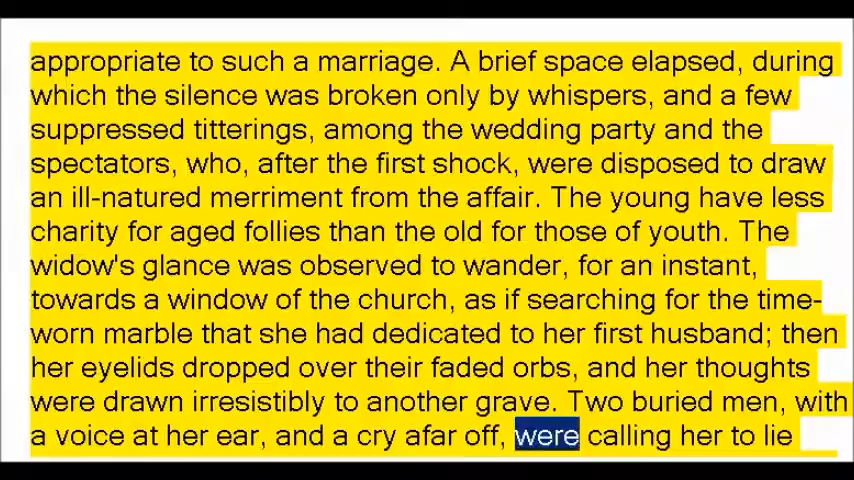 appropriate to such a marriage. A brief space elapsed, during
which the silence was broken only by whispers, and a few
suppressed titterings, among the wedding party and the
spectators, who, after the first shock, were disposed to draw
an ill-natured merriment from the affair. The young have less
charity for aged follies than the old for those of youth. The
widow's glance was observed to wander, for an instant,
towards a window of the church, as if searching for the time-
worn marble that she had dedicated to her first husband; then
her eyelids dropped over their faded orbs, and her thoughts
were drawn irresistibly to another grave. Two buried men, with
a voice at her ear, and a cry afar off, were calling her to lie